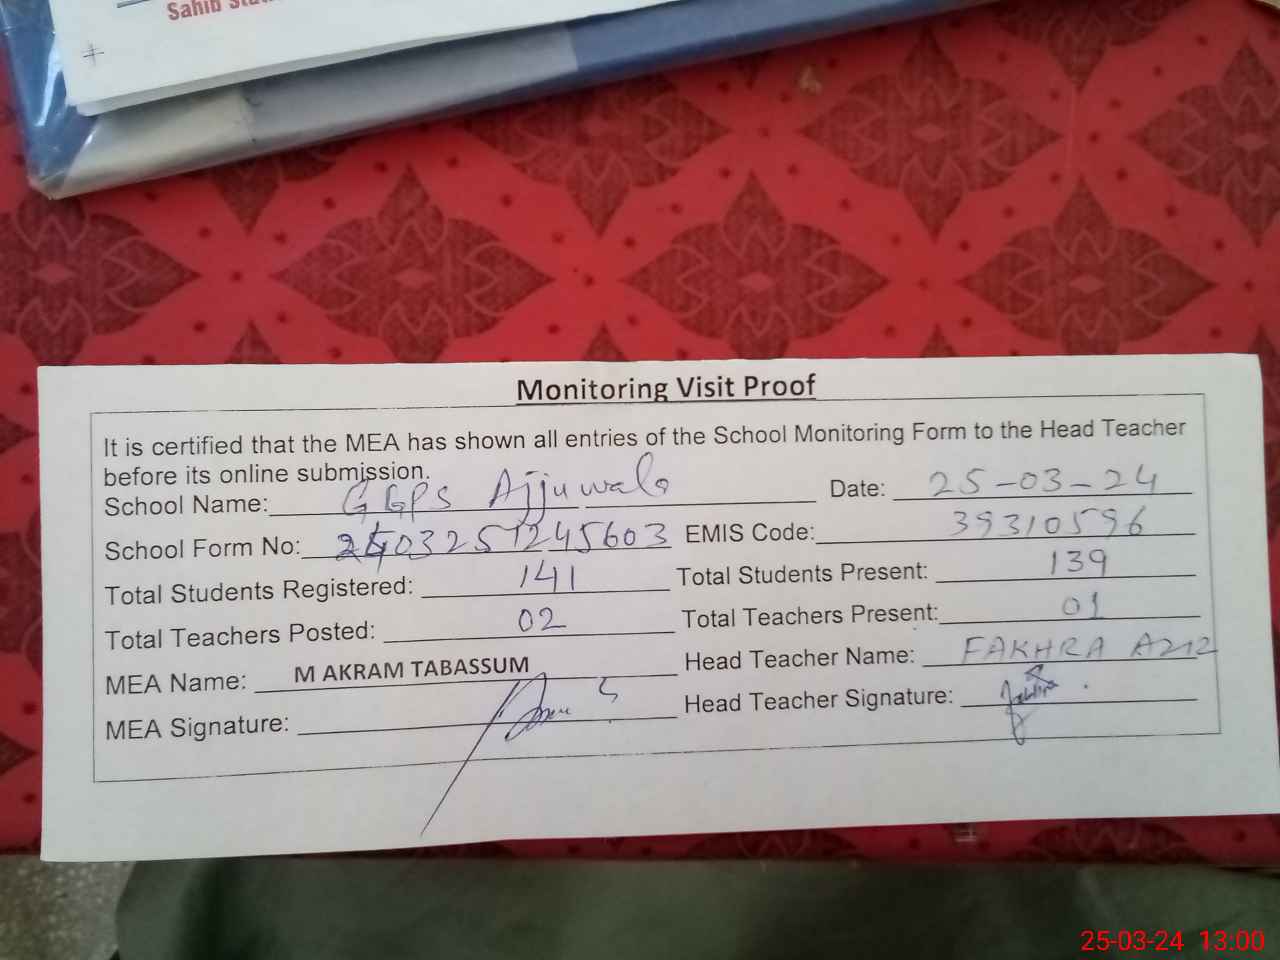 Sahib
#
Monitoring Visit Proof
It is certified that the MEA has shown all entries of the School Monitoring Form to the Head Teacher
before its online submission.
School Name: GGPS Ajjuwala Date: 25-03-24
School Form No: 2403251245603 EMIS Code: 39310596
Total Students Registered: 141 Total Students Present: 139
Total Teachers Posted: 02 Total Teachers Present: 01
MEA Name: M AKRAM TABASSUM Head Teacher Name: FAKHRA AZIZ
MEA Signature: Head Teacher Signature:
25-03-24 13:00